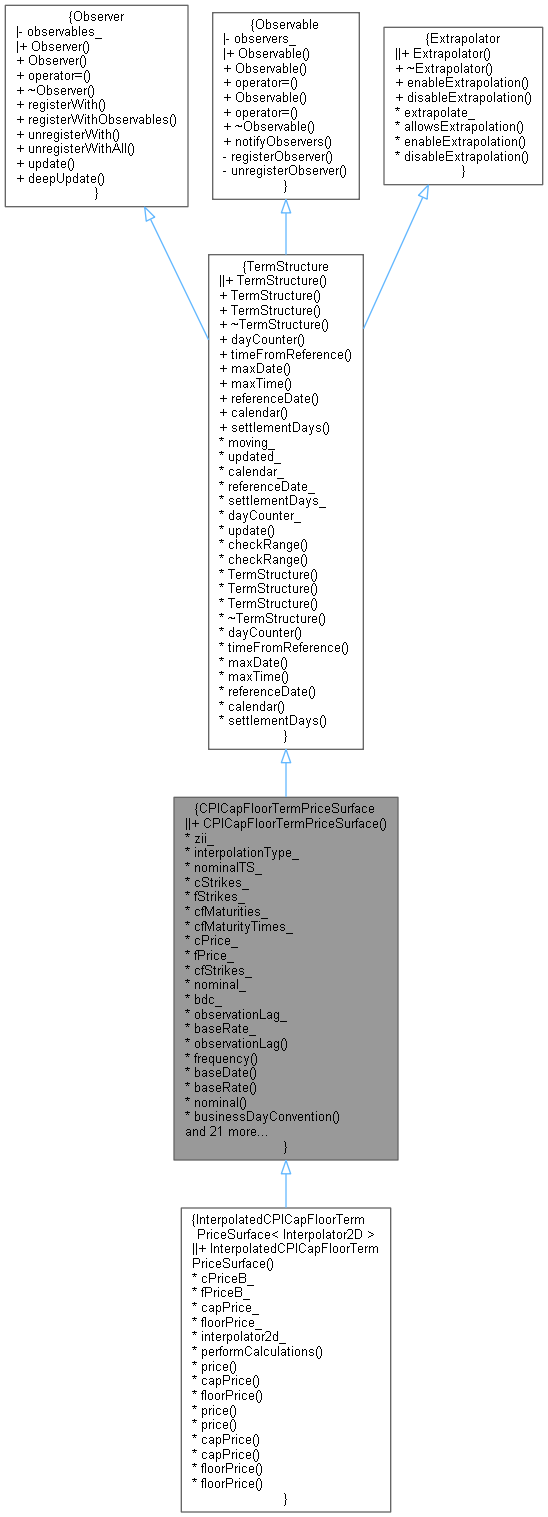 {Observer
|- observables_
|+ Observer()
+ Observer()
+ operator=()
+ ~Observer()
+ registerWith()
+ registerWithObservables()
+ unregisterWith()
+ unregisterWithAll()
+ update()
+ deepUpdate()
}
{Observable
|- observers_
|+ Observable()
+ Observable()
+ operator=()
+ Observable()
+ operator=()
+ ~Observable()
+ notifyObservers()
- registerObserver()
- unregisterObserver()
}
{Extrapolator
||+ Extrapolator()
+ ~Extrapolator()
+ enableExtrapolation()
+ disableExtrapolation()
* extrapolate_
* allowsExtrapolation()
* enableExtrapolation()
* disableExtrapolation()
}
{TermStructure
||+ TermStructure()
+ TermStructure()
+ TermStructure()
+ ~TermStructure()
+ dayCounter()
+ timeFromReference()
+ maxDate()
+ maxTime()
+ referenceDate()
+ calendar()
+ settlementDays()
* moving_
* updated_
* calendar_
* referenceDate_
* settlementDays_
* dayCounter_
* update()
* checkRange()
* checkRange()
* TermStructure()
* TermStructure()
* TermStructure()
* ~TermStructure()
* dayCounter()
* timeFromReference()
* maxDate()
* maxTime()
* referenceDate()
* calendar()
* settlementDays()
}
{CPICapFloorTermPriceSurface
||+ CPICapFloorTermPriceSurface()
* zii_
* interpolationType_
* nominalTS_
* cStrikes_
* fStrikes_
* cfMaturities_
* cfMaturityTimes_
* cPrice_
* fPrice_
* cfStrikes_
* nominal_
* bdc_
* observationLag_
* baseRate_
* observationLag()
* frequency()
* baseDate()
* baseRate()
* nominal()
* businessDayConvention()
and 21 more...
}
{InterpolatedCPICapFloorTerm
PriceSurface< Interpolator2D >
||+ InterpolatedCPICapFloorTerm
PriceSurface()
* cPriceB_
* fPriceB_
* capPrice_
* floorPrice_
* interpolator2d_
* performCalculations()
* price()
* capPrice()
* floorPrice()
* price()
* price()
* capPrice()
* capPrice()
* floorPrice()
* floorPrice()
}